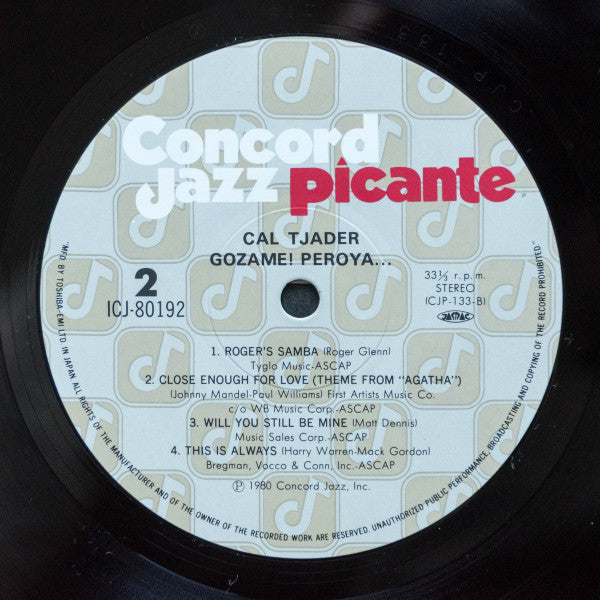 Concord
Jazz Picante
CAL TJADER
GOZAME! PEROYA...
2
ICJ-80192
33⅓ r.p.m.
STEREO
(CJP-133-B)
JASRAC
1. ROGER'S SAMBA (Roger Glenn)
Tyglo Music-ASCAP
2. CLOSE ENOUGH FOR LOVE (THEME FROM "AGATHA")
(Johnny Mandel-Paul Williams) First Artists Music Co.
c/o WB Music Corp.-ASCAP
3. WILL YOU STILL BE MINE (Matt Dennis)
Music Sales Corp.-ASCAP
4. THIS IS ALWAYS (Harry Warren-Mack Gordon)
Bregman, Vocco & Conn, Inc.-ASCAP
Ⓟ 1980 Concord Jazz, Inc.
"MFD. BY TOSHIBA-EMI LTD IN JAPAN ALL RIGHTS OF THE MANUFACTURER AND OF THE OWNER OF THE RECORDED WORK ARE RESERVED. UNAUTHORIZED PUBLIC PERFORMANCE, BROADCASTING AND COPYING OF THE RECORD PROHIBITED."
CJP-133